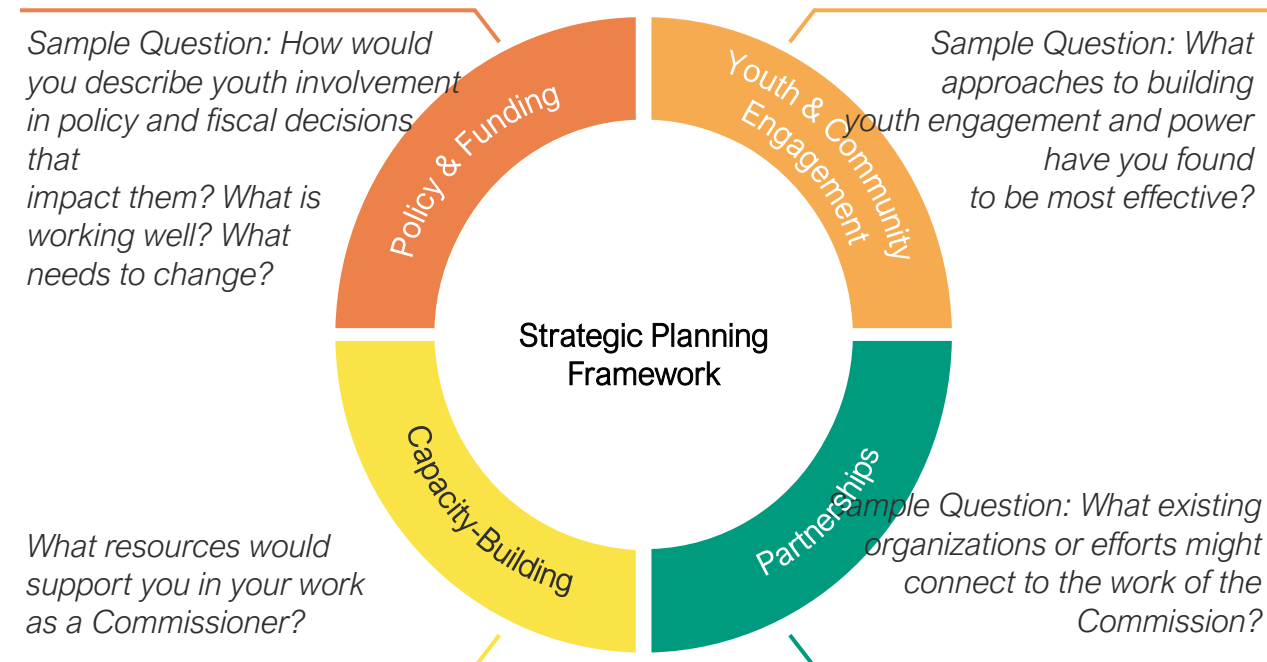 Sample Question: How would
you describe youth involvement
in policy and fiscal decisions
that
impact them? What is
working well? What
needs to change?
Policy & Funding
Youth & Community
Engagement
Sample Question: What
approaches to building
youth engagement and power
have you found
to be most effective?
Strategic Planning
Framework
Capacity-Building
What resources would
support you in your work
as a Commissioner?
Partnerships
Sample Question: What existing
organizations or efforts might
connect to the work of the
Commission?